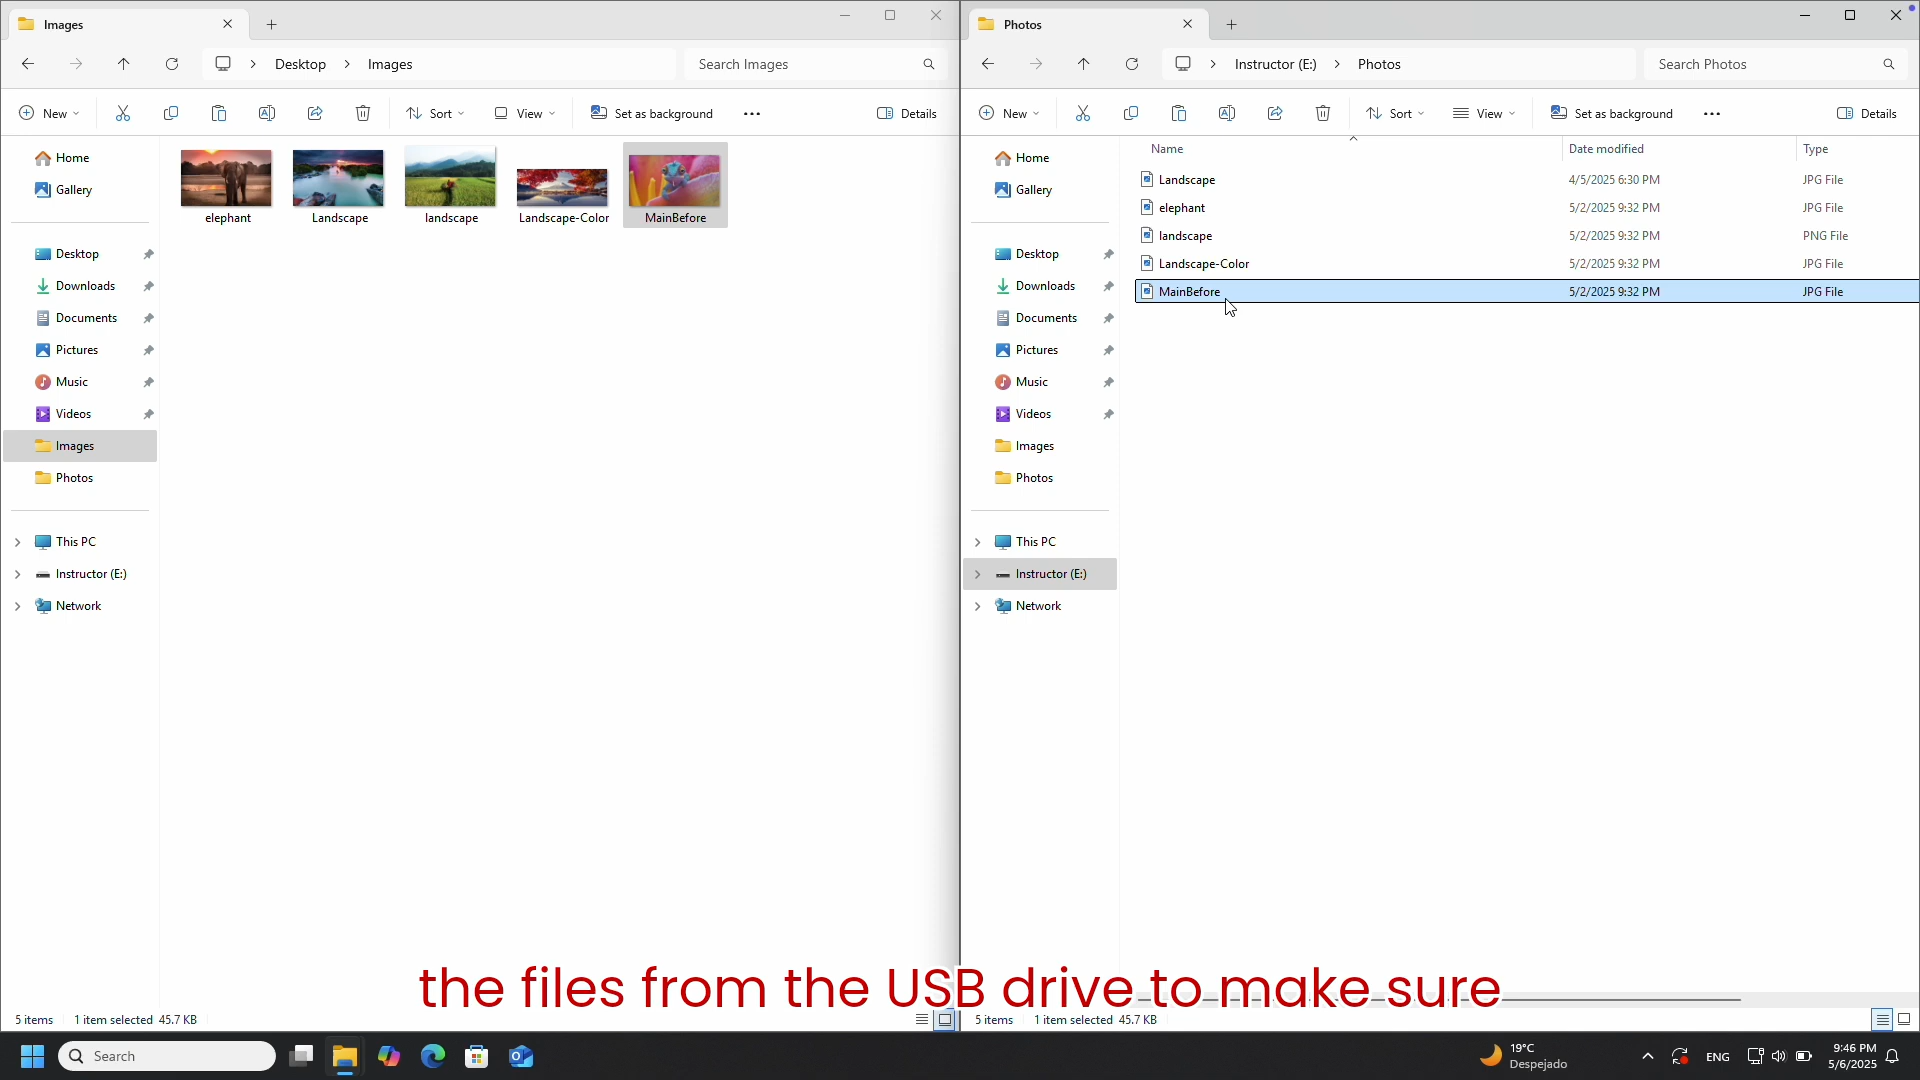 Images
Desktop
Images
Search Images
New
Sort
View
Set as background
Details
Home
Gallery
Desktop
Downloads
Documents
Pictures
Music
Videos
Images
Photos
This PC
Instructor (E:)
Network
elephant
Landscape
landscape
Landscape-Color
MainBefore
5 items
1 item selected 45.7 KB
Photos
Instructor (E:)
Photos
Search Photos
New
Sort
View
Set as background
Details
Home
Gallery
Desktop
Downloads
Documents
Pictures
Music
Videos
Images
Photos
This PC
Instructor (E:)
Network
Name Date modified Type
Landscape 4/5/2025 6:30 PM JPG File
elephant 5/2/2025 9:32 PM JPG File
landscape 5/2/2025 9:32 PM PNG File
Landscape-Color 5/2/2025 9:32 PM JPG File
MainBefore 5/2/2025 9:32 PM JPG File
the files from the USB drive to make sure
5 items
1 item selected 45.7 KB
Search
19°C
Despejado
ENG
9:46 PM
5/6/2025